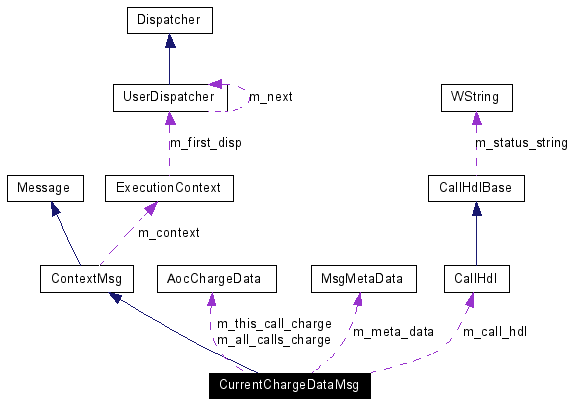 Dispatcher
UserDispatcher
m_next
WString
m_first_disp
m_status_string
Message
ExecutionContext
CallHdlBase
m_context
ContextMsg
AocChargeData
MsgMetaData
CallHdl
m_this_call_charge
m_all_calls_charge
m_meta_data
m_call_hdl
CurrentChargeDataMsg